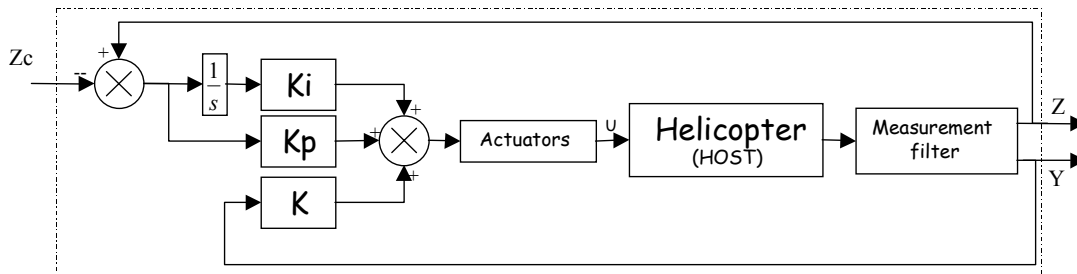 Zc
--
+
1
s
Ki
Kp
K
+
+
+
Actuators
U
Helicopter
(HOST)
Measurement
filter
Z
Y